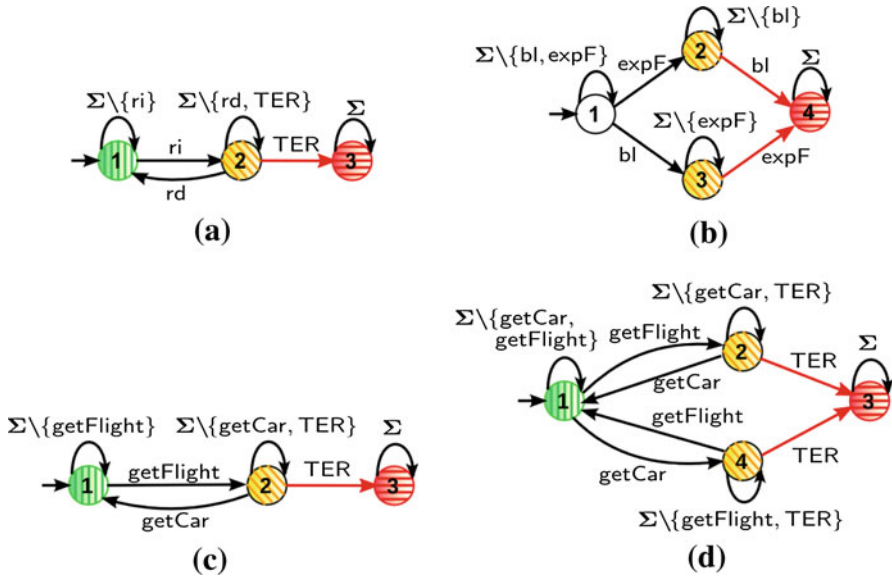 Σ\{ri}
Σ\{rd, TER}
Σ
1
ri
2
TER
3
rd
(a)
Σ\{bl}
Σ\{bl, expF}
expF
2
bl
Σ
1
Σ\{expF}
4
bl
3
expF
(b)
Σ\{getFlight}
Σ\{getCar, TER}
Σ
1
getFlight
2
TER
3
getCar
(c)
Σ\{getCar, TER}
Σ\{getCar,
getFlight}
getFlight
2
TER
Σ
getCar
1
getFlight
3
getCar
4
TER
Σ\{getFlight, TER}
(d)